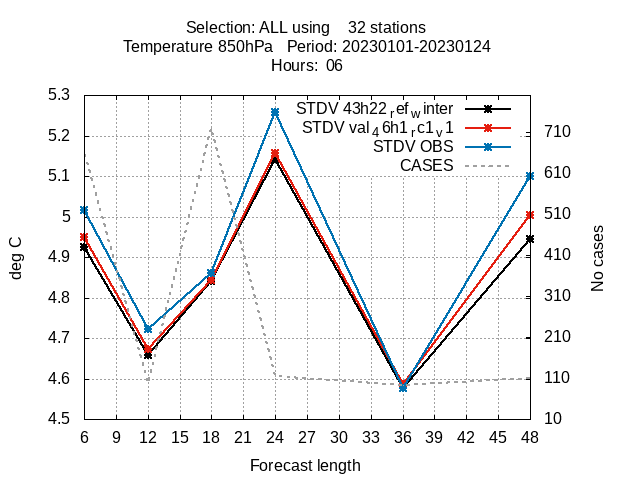 Selection: ALL using    32 stations
Temperature 850hPa   Period: 20230101-20230124
Hours:  06
STDV 43h22refwinter
STDV val46h1rc1v1
STDV OBS
CASES
5.3
5.2
5.1
5
4.9
4.8
4.7
4.6
4.5
deg C
710
610
510
410
310
210
110
10
No cases
6 9 12 15 18 21 24 27 30 33 36 39 42 45 48
Forecast length